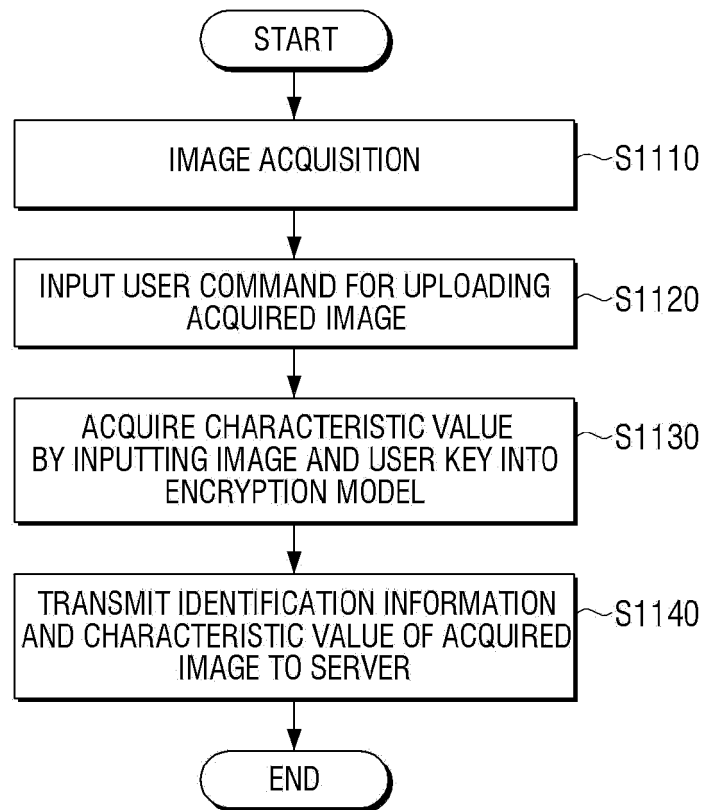 START
IMAGE ACQUISITION
S1110
INPUT USER COMMAND FOR UPLOADING
ACQUIRED IMAGE
S1120
ACQUIRE CHARACTERISTIC VALUE
BY INPUTTING IMAGE AND USER KEY INTO
ENCRYPTION MODEL
S1130
TRANSMIT IDENTIFICATION INFORMATION
AND CHARACTERISTIC VALUE OF ACQUIRED
IMAGE TO SERVER
S1140
END